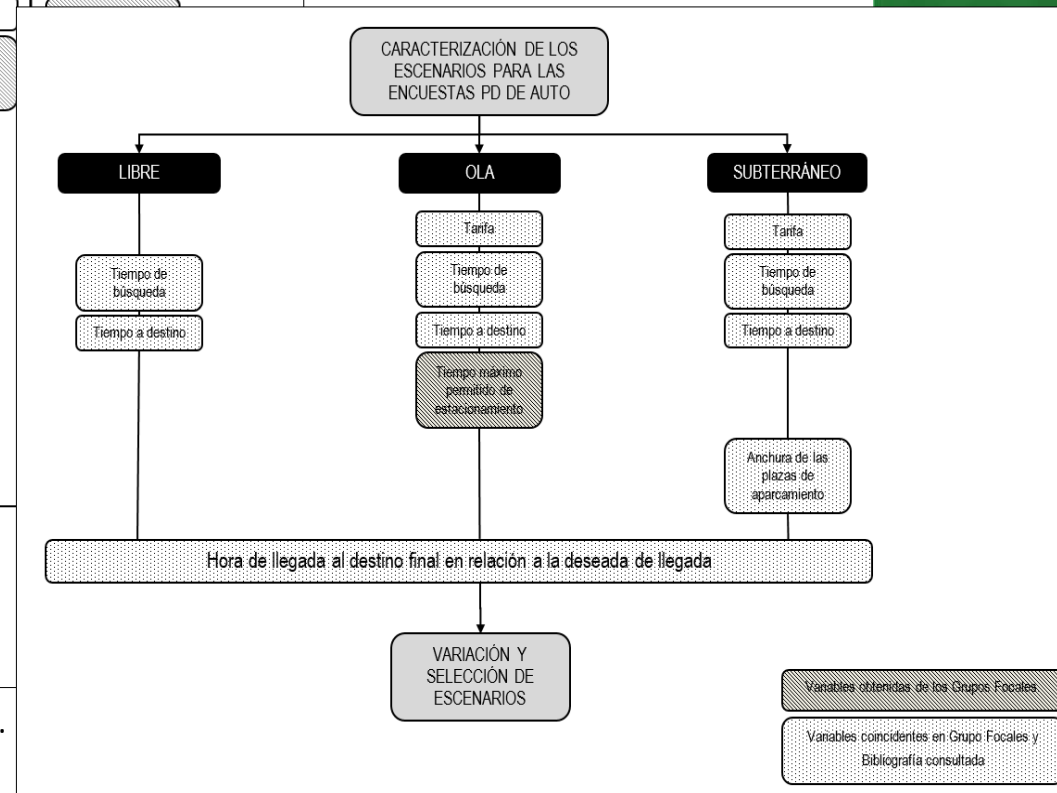 CARACTERIZACIÓN DE LOS
ESCENARIOS PARA LAS
ENCUESTAS PD DE AUTO
LIBRE
OLA
SUBTERRÁNEO
Tiempo de
búsqueda
Tiempo a destino
Tarifa
Tiempo de
búsqueda
Tiempo a destino
Tiempo máximo
permitido de
estacionamiento
Tarifa
Tiempo de
búsqueda
Tiempo a destino
Anchura de las
plazas de
aparcamiento
Hora de llegada al destino final en relación a la deseada de llegada
VARIACIÓN Y
SELECCIÓN DE
ESCENARIOS
Variables obtenidas de los Grupos Focales.
Variables coincidentes en Grupo Focales y
Bibliografía consultada